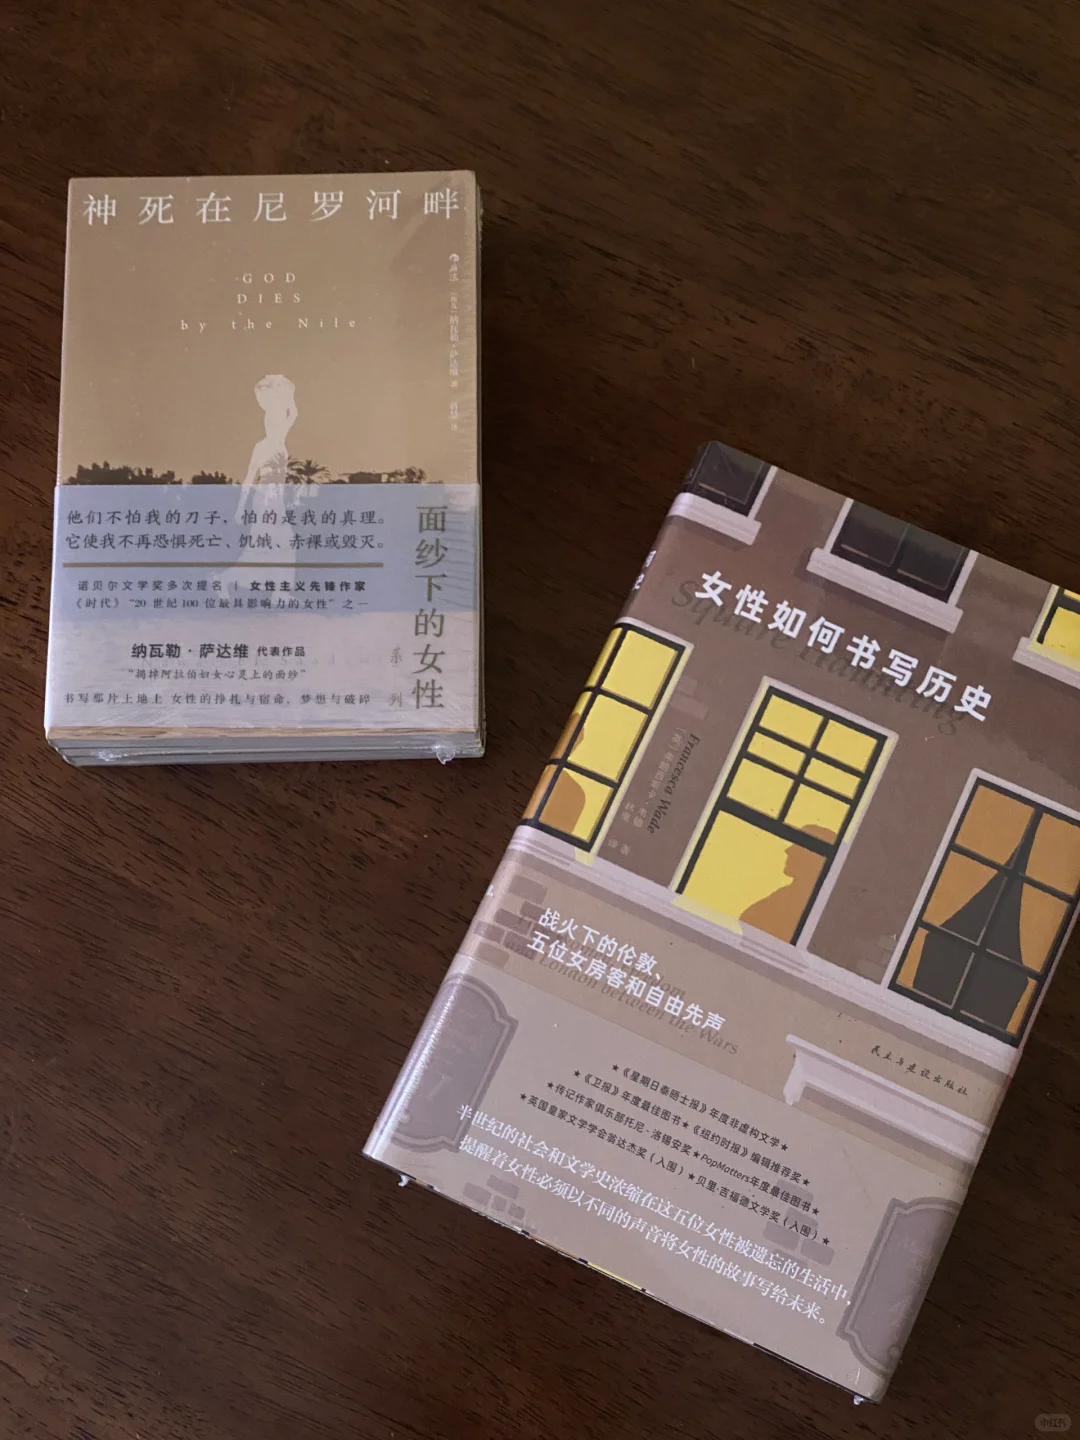 神死在尼罗河畔
GOD
DIES
by the Nile
纳瓦勒·萨达维 著
他们不怕我的刀子，怕的是我的真理。
它使我不再恐惧死亡、饥饿、赤裸或毁灭。
诺贝尔文学奖多次提名 | 女性主义先锋作家
《时代》“20 世纪100 位最具影响力的女性”之一
纳瓦勒·萨达维 代表作品
“揭掉阿拉伯妇女心灵上的面纱”
书写那片土地上 女性的挣扎与宿命，梦想与破碎
面纱下的女性
系列
女性如何书写历史
Square Haunting
Francesca Wade
战火下的伦敦、
五位女房客和自由先声
London between the Wars
民主与建设出版社
★《星期日泰晤士报》年度非虚构文学★
★《卫报》年度最佳图书★《纽约时报》编辑推荐奖★
★传记作家俱乐部托尼·洛锡安奖★PopMatters年度最佳图书★
★英国皇家文学学会翁达杰奖（入围）★贝里·吉福德文学奖（入围）★
半世纪的社会和文学史浓缩在这五位女性被遗忘的生活中，
提醒着女性必须以不同的声音将女性的故事写给未来。
小红书